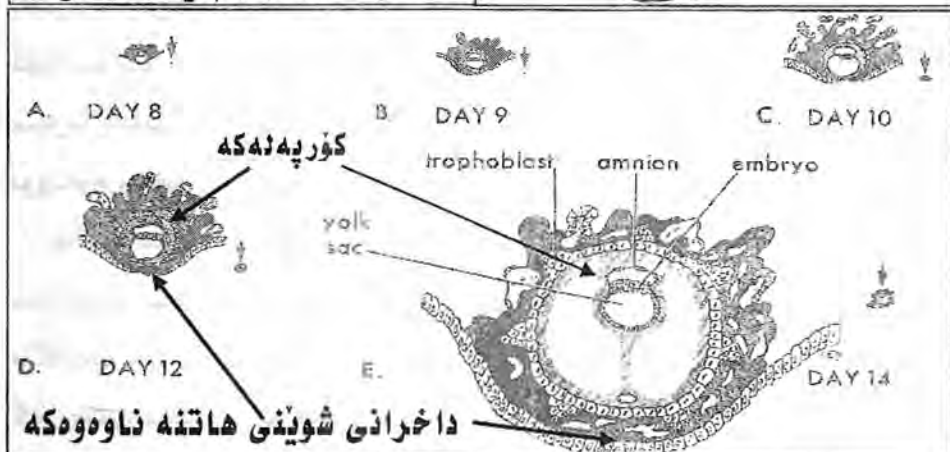 A. DAY 8
B. DAY 9
C. DAY 10
کۆرپەلەکە
trophoblast amnion embryo
yolk
sac
D. DAY 12
E.
DAY 14
داخرانی شوێنی هاتنە ناوەوەکە